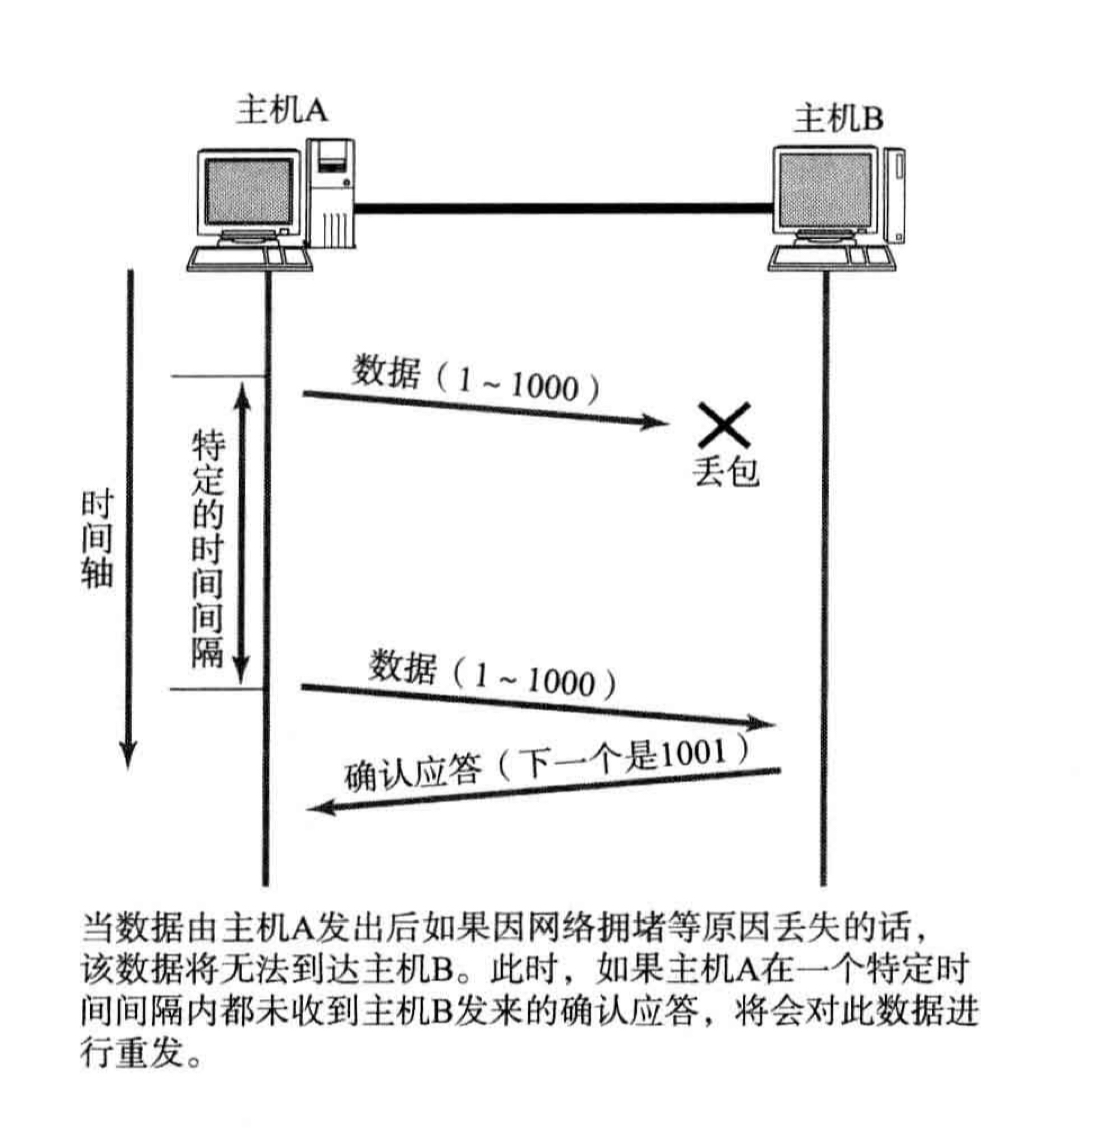 主机A
主机B
数据（1~1000）
丢包
特定的时间间隔
时间轴
数据（1~1000）
确认应答（下一个是1001）
当数据由主机A发出后如果因网络拥堵等原因丢失的话，
该数据将无法到达主机B。此时，如果主机A在一个特定时
间间隔内都未收到主机B发来的确认应答，将会对此数据进
行重发。